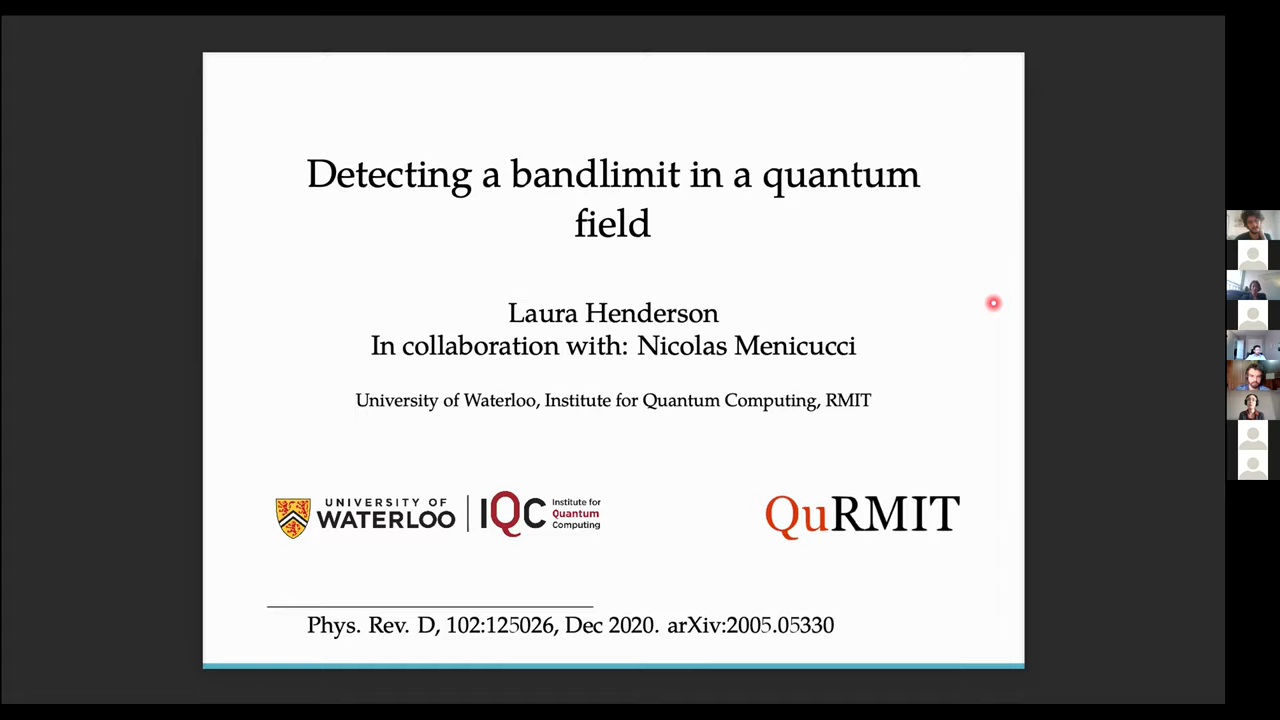 Detecting a bandlimit in a quantum
field
Laura Henderson
In collaboration with: Nicolas Menicucci
University of Waterloo, Institute for Quantum Computing, RMIT
UNIVERSITY OF
WATERLOO
IQC
Institute for
Quantum
Computing
QuRMIT
Phys. Rev. D, 102:125026, Dec 2020. arXiv:2005.05330